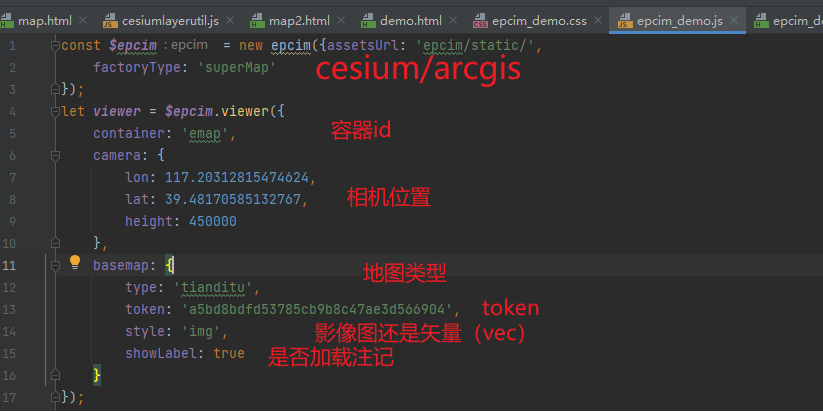 map.html × cesiumlayerutil.js × map2.html × demo.html × epcim_demo.css × epcim_demo.js × epcim_d
1 const $epcim : epcim = new epcim({assetsUrl: 'epcim/static/',
2 factoryType: 'superMap'
cesium/arcgis
3 });
4 let viewer = $epcim.viewer({
5 container: 'emap',
容器id
6 camera: {
7 lon: 117.20312815474624,
8 lat: 39.48170585132767,
相机位置
9 height: 450000
10 },
11 basemap: {
地图类型
12 type: 'tianditu',
13 token: 'a5bd8bdfd53785cb9b8c47ae3d566904',
token
14 style: 'img',
影像图还是矢量（vec）
15 showLabel: true
是否加载注记
16 }
17 });